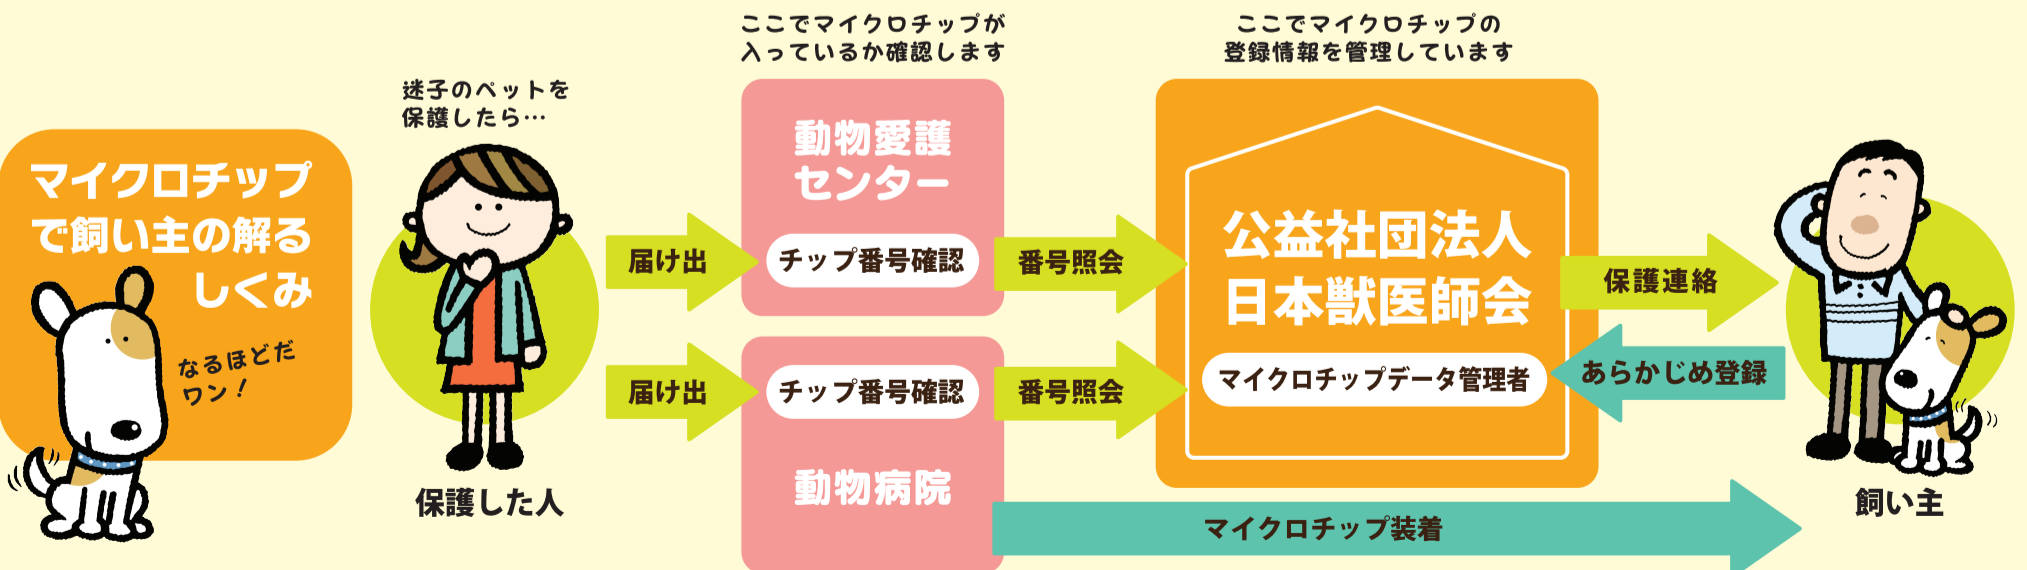 マイクロチップ
で飼い主の解る
しくみ
なるほどだ
ワン！
迷子のペットを
保護したら…
保護した人
届け出
届け出
ここでマイクロチップが
入っているか確認します
動物愛護
センター
チップ番号確認
チップ番号確認
動物病院
番号照会
番号照会
ここでマイクロチップの
登録情報を管理しています
公益社団法人
日本獣医師会
マイクロチップデータ管理者
保護連絡
あらかじめ登録
マイクロチップ装着
飼い主